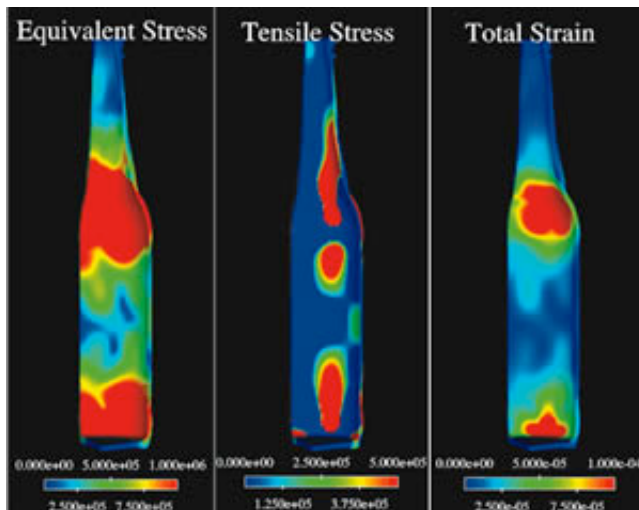 Equivalent Stress
Tensile Stress
Total Strain
0.000e+00 5.000e+05 1.000e+06
2.500e+05 7.500e+05
0.000e+00 2.500e+05 5.000e+05
1.250e+05 3.750e+05
0.000e+00 5.000e-05 1.000e-04
2.500e-05 7.500e-05